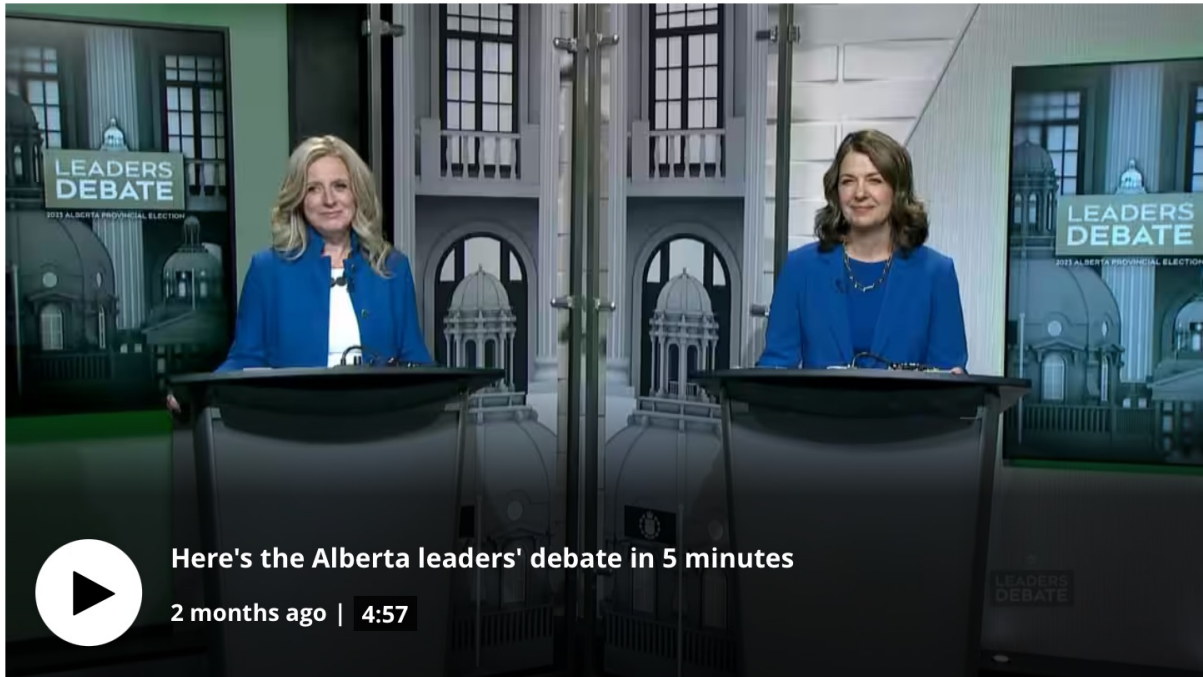 LEADERS
DEBATE
2023 ALBERTA PROVINCIAL ELECTION
LEADERS
DEBATE
2023 ALBERTA PROVINCIAL ELECTION
LEADERS
DEBATE
Here's the Alberta leaders' debate in 5 minutes
2 months ago | 4:57